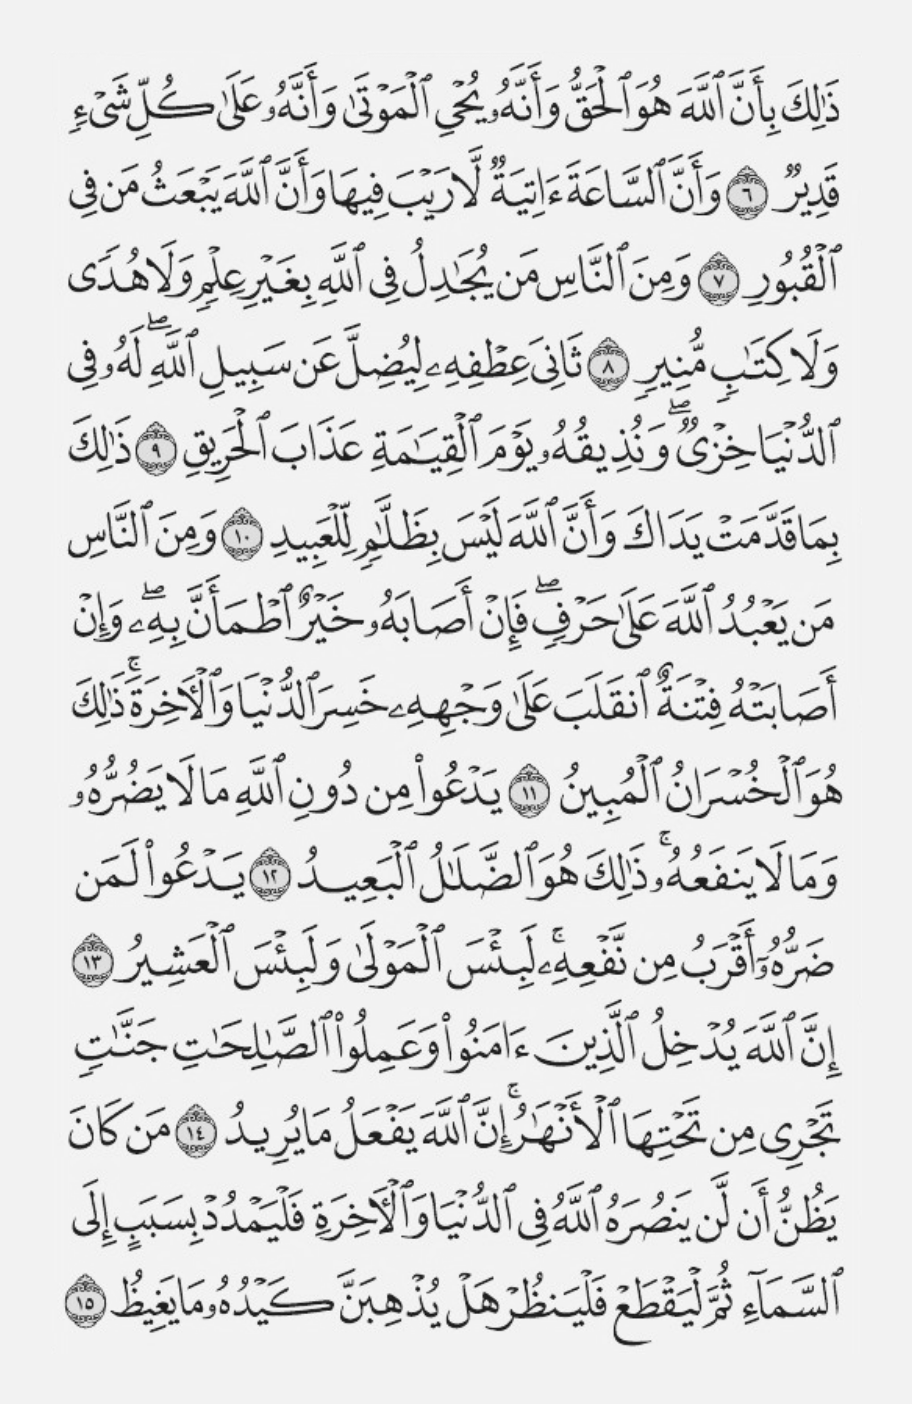 ذَٰلِكَ بِأَنَّ ٱللَّهَ هُوَ ٱلْحَقُّ وَأَنَّهُۥ يُحْىِ ٱلْمَوْتَىٰ وَأَنَّهُۥ عَلَىٰ كُلِّ شَىْءٍ
قَدِيرٌ ٦ وَأَنَّ ٱلسَّاعَةَ ءَاتِيَةٌ لَّا رَيْبَ فِيهَا وَأَنَّ ٱللَّهَ يَبْعَثُ مَن فِى
ٱلْقُبُورِ ٧ وَمِنَ ٱلنَّاسِ مَن يُجَٰدِلُ فِى ٱللَّهِ بِغَيْرِ عِلْمٍ وَلَا هُدًى
وَلَا كِتَٰبٍ مُّنِيرٍ ٨ ثَانِىَ عِطْفِهِۦ لِيُضِلَّ عَن سَبِيلِ ٱللَّهِ ۖ لَهُۥ فِى
ٱلدُّنْيَا خِزْىٌ ۖ وَنُذِيقُهُۥ يَوْمَ ٱلْقِيَٰمَةِ عَذَابَ ٱلْحَرِيقِ ٩ ذَٰلِكَ
بِمَا قَدَّمَتْ يَدَاكَ وَأَنَّ ٱللَّهَ لَيْسَ بِظَلَّٰمٍ لِّلْعَبِيدِ ١٠ وَمِنَ ٱلنَّاسِ
مَن يَعْبُدُ ٱللَّهَ عَلَىٰ حَرْفٍ ۖ فَإِنْ أَصَابَهُۥ خَيْرٌ ٱطْمَأَنَّ بِهِۦ ۖ وَإِنْ
أَصَابَتْهُ فِتْنَةٌ ٱنقَلَبَ عَلَىٰ وَجْهِهِۦ خَسِرَ ٱلدُّنْيَا وَٱلْءَاخِرَةَ ۚ ذَٰلِكَ
هُوَ ٱلْخُسْرَانُ ٱلْمُبِينُ ١١ يَدْعُوا۟ مِن دُونِ ٱللَّهِ مَا لَا يَضُرُّهُۥ
وَمَا لَا يَنفَعُهُۥ ۚ ذَٰلِكَ هُوَ ٱلضَّلَٰلُ ٱلْبَعِيدُ ١٢ يَدْعُوا۟ لَمَن
ضَرُّهُۥٓ أَقْرَبُ مِن نَّفْعِهِۦ ۚ لَبِئْسَ ٱلْمَوْلَىٰ وَلَبِئْسَ ٱلْعَشِيرُ ١٣
إِنَّ ٱللَّهَ يُدْخِلُ ٱلَّذِينَ ءَامَنُوا۟ وَعَمِلُوا۟ ٱلصَّٰلِحَٰتِ جَنَّٰتٍ
تَجْرِى مِن تَحْتِهَا ٱلْأَنْهَٰرُ ۚ إِنَّ ٱللَّهَ يَفْعَلُ مَا يُرِيدُ ١٤ مَن كَانَ
يَظُنُّ أَن لَّن يَنصُرَهُ ٱللَّهُ فِى ٱلدُّنْيَا وَٱلْءَاخِرَةِ فَلْيَمْدُدْ بِسَبَبٍ إِلَى
ٱلسَّمَآءِ ثُمَّ لْيَقْطَعْ فَلْيَنظُرْ هَلْ يُذْهِبَنَّ كَيْدُهُۥ مَا يَغِيظُ ١٥